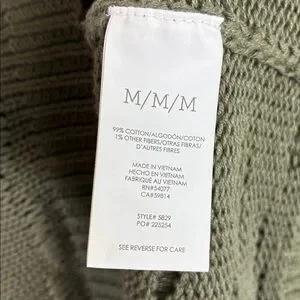 M/M/M
99% COTTON/ALGODÓN/COTON
1% OTHER FIBERS/OTRAS FIBRAS/
D'AUTRES FIBRES
MADE IN VIETNAM
HECHO EN VIETNAM
FABRIQUÉ AU VIETNAM
RN#54077
CA#59814
STYLE# 5829
PO# 225254
SEE REVERSE FOR CARE